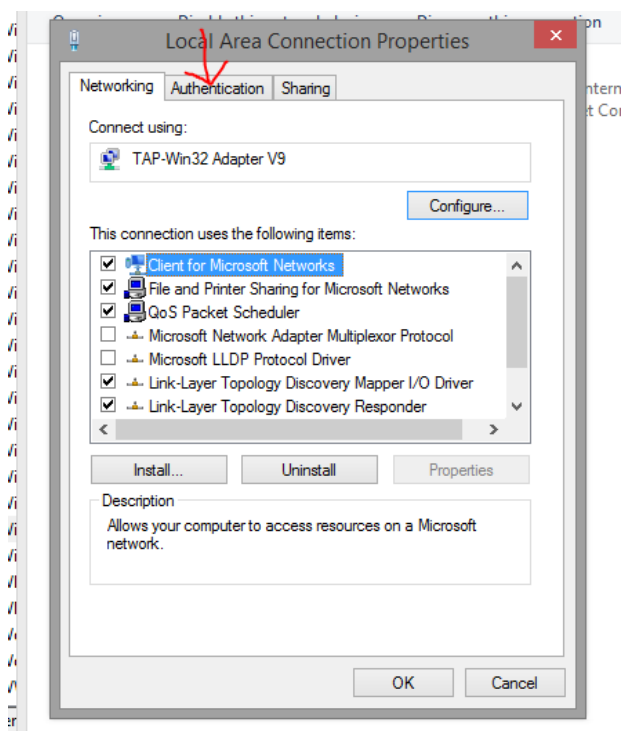 Local Area Connection Properties
Networking Authentication Sharing
Connect using:
TAP-Win32 Adapter V9
Configure...
This connection uses the following items:
Client for Microsoft Networks
File and Printer Sharing for Microsoft Networks
QoS Packet Scheduler
Microsoft Network Adapter Multiplexor Protocol
Microsoft LLDP Protocol Driver
Link-Layer Topology Discovery Mapper I/O Driver
Link-Layer Topology Discovery Responder
Install... Uninstall Properties
Description
Allows your computer to access resources on a Microsoft
network.
OK Cancel